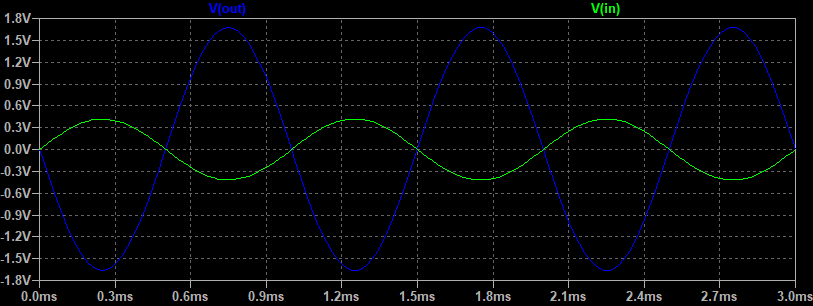 V(out) V(in)
1.8V
1.5V
1.2V
0.9V
0.6V
0.3V
0.0V
-0.3V
-0.6V
-0.9V
-1.2V
-1.5V
-1.8V
0.0ms 0.3ms 0.6ms 0.9ms 1.2ms 1.5ms 1.8ms 2.1ms 2.4ms 2.7ms 3.0ms